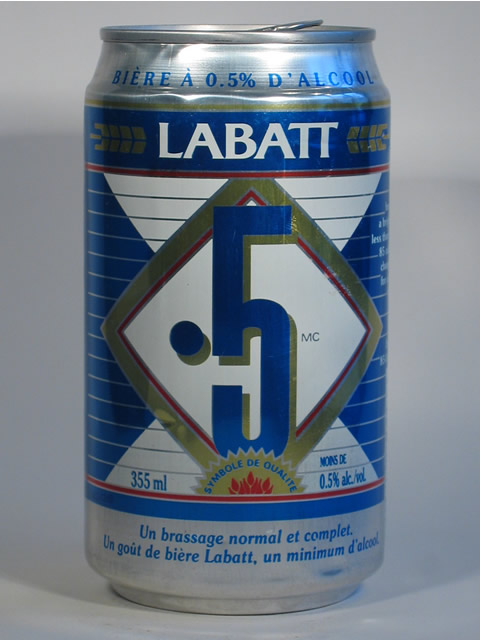 BIÈRE À 0.5% D'ALCOOL
LABATT
.5
MC
355 ml
SYMBOLE DE QUALITÉ
MOINS DE
0.5% alc./vol.
Un brassage normal et complet.
Un goût de bière Labatt, un minimum d'alcool.